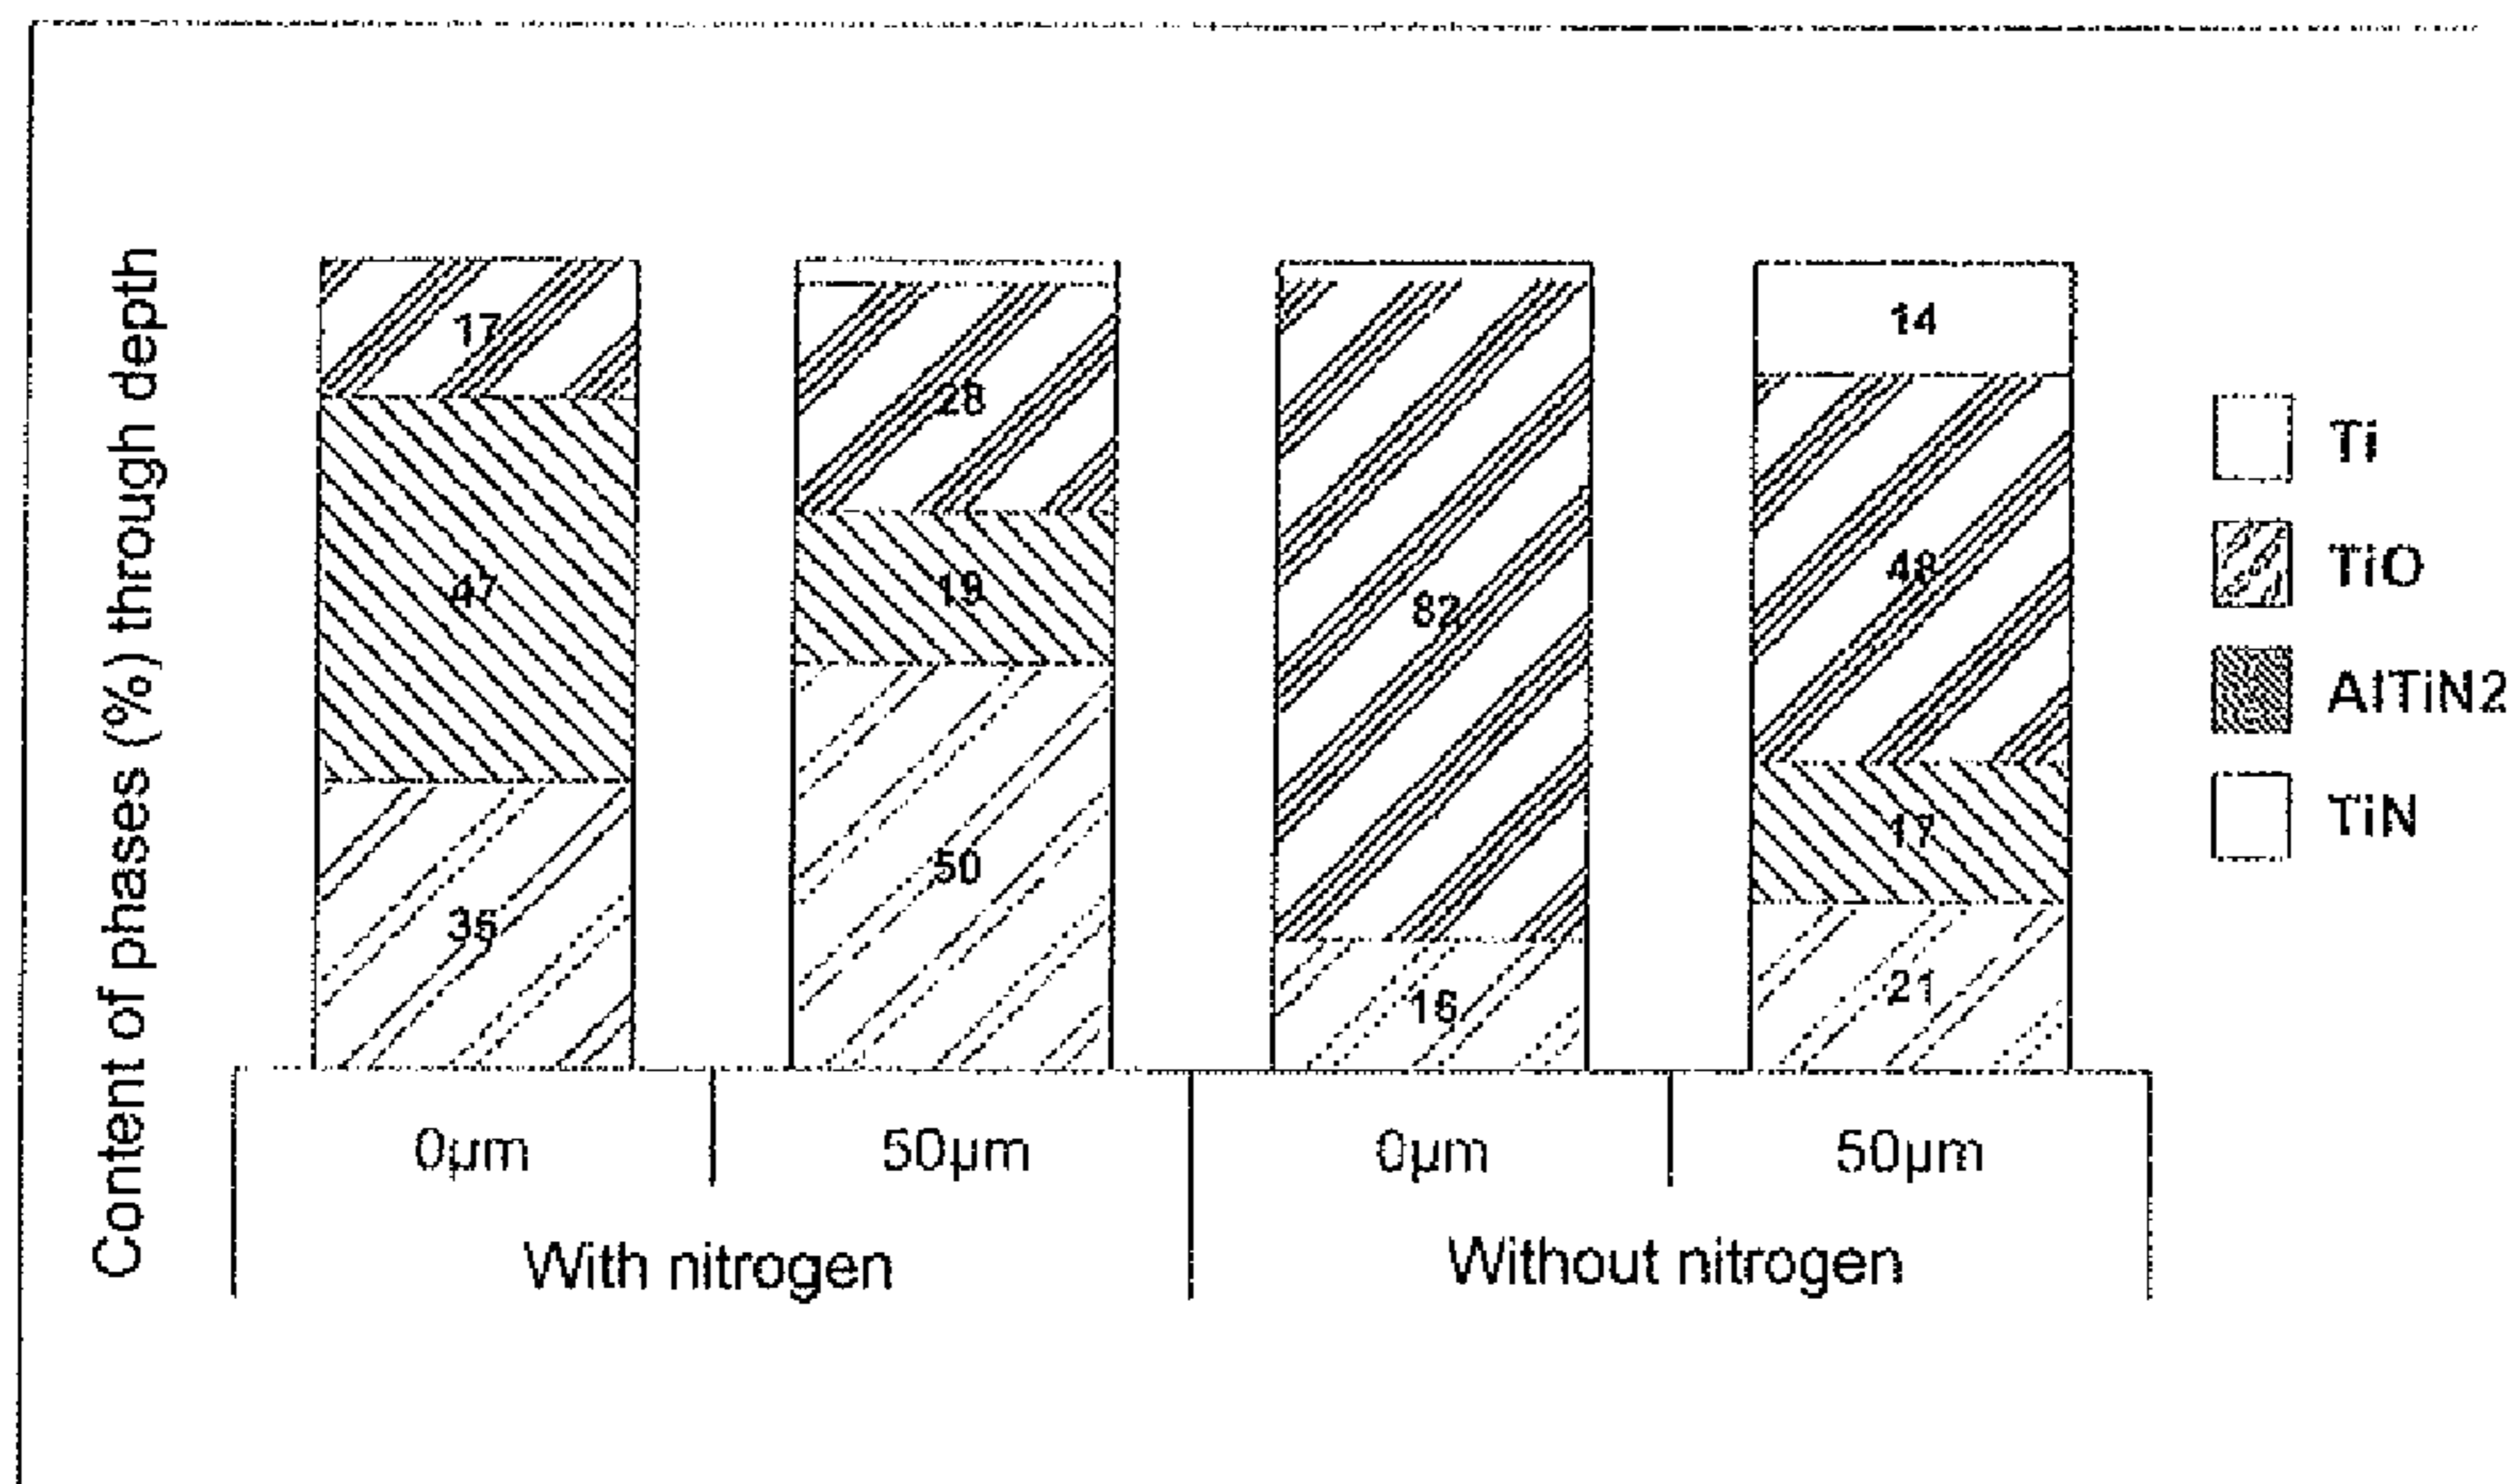 Content of phases (%) through depth
17
47
35
28
19
50
82
16
14
48
17
21
Ti
TiO
AlTiN2
TiN
0µm
50µm
0µm
50µm
With nitrogen
Without nitrogen